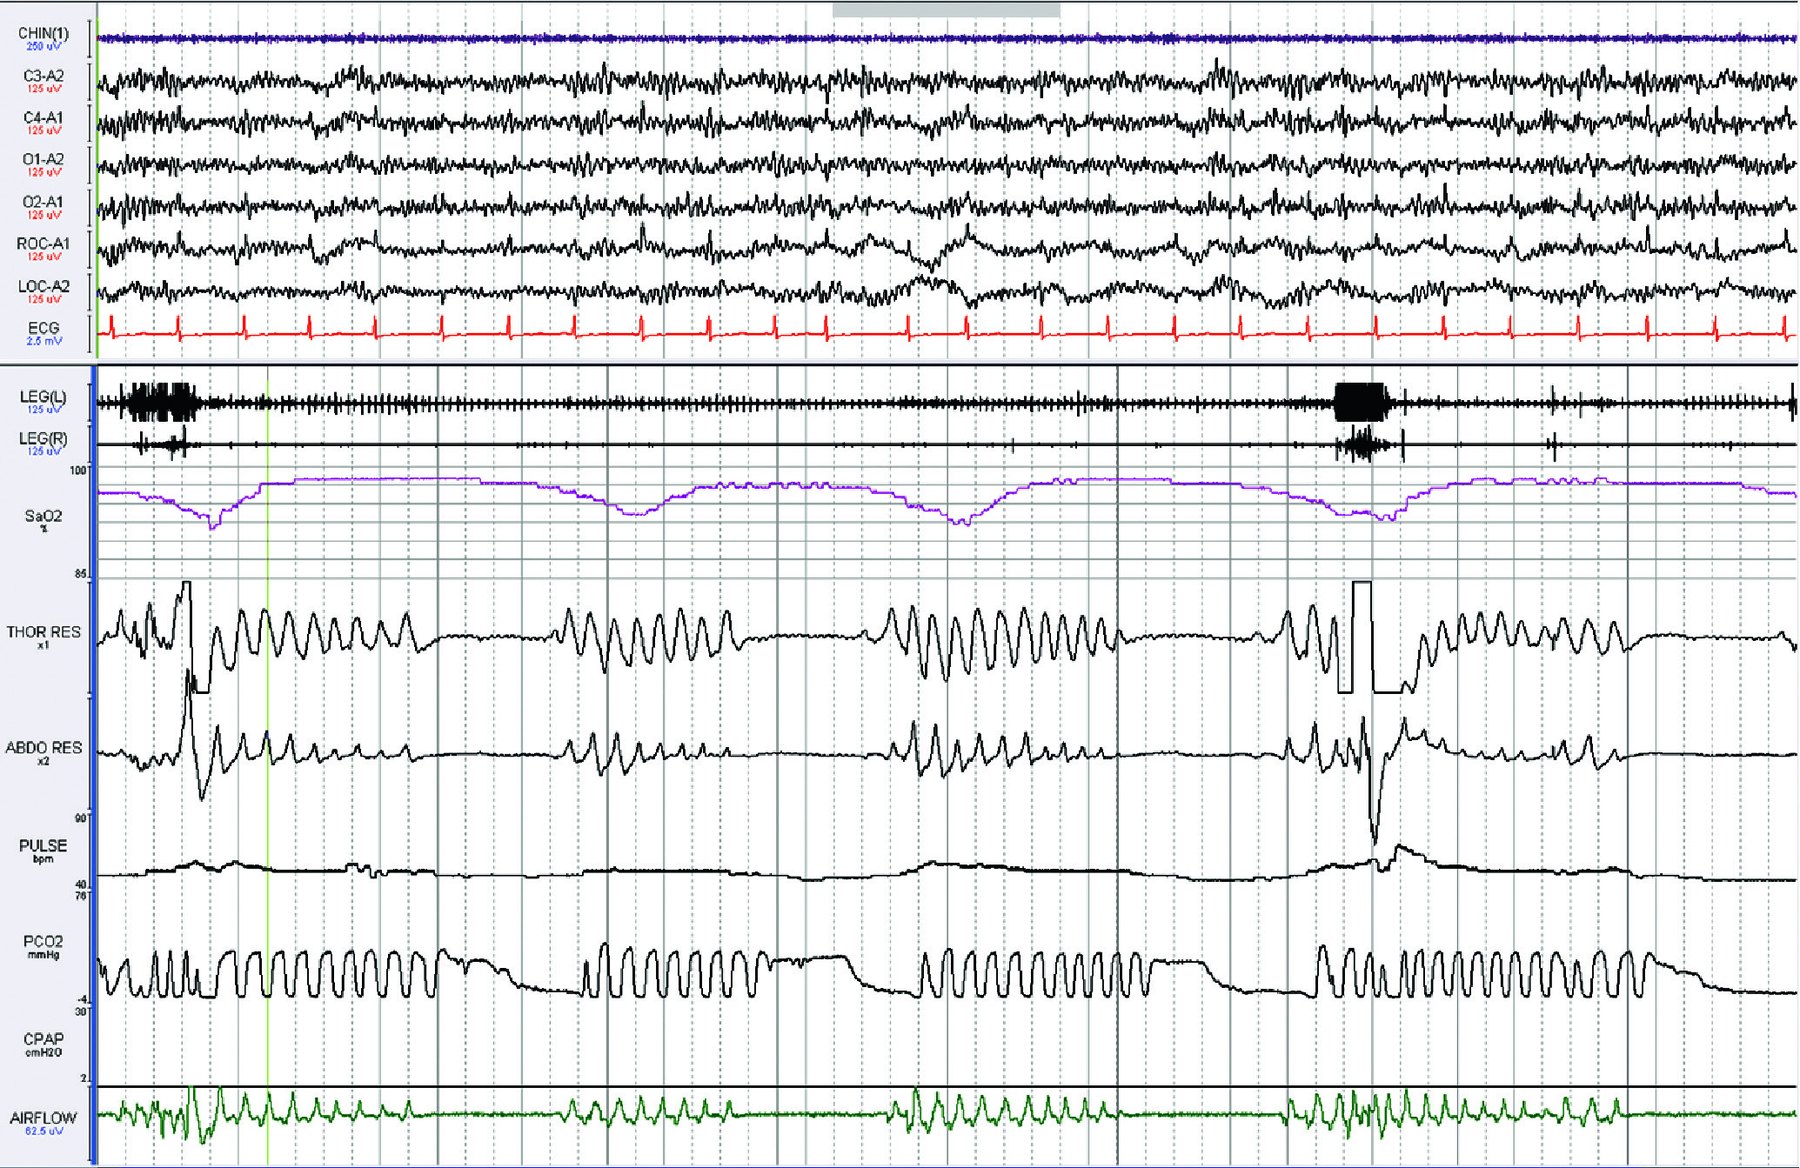 CHIN(1)
250 uV
C3-A2
125 uV
C4-A1
125 uV
O1-A2
125 uV
O2-A1
125 uV
ROC-A1
125 uV
LOC-A2
125 uV
ECG
2.5 mV
LEG(L)
125 uV
LEG(R)
125 uV
100
SaO2
%
85
THOR RES
x1
ABDO RES
x2
90
PULSE
bpm
40
76
PCO2
mmHg
-4
30
CPAP
cmH2O
2
AIRFLOW
62.5 uV